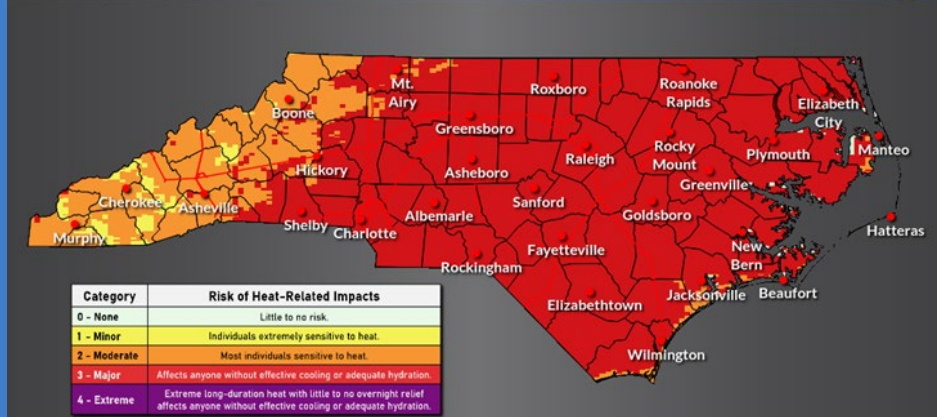 Mt.
Airy
Roxboro
Roanoke
Rapids
Boone
Elizabeth
City
Greensboro
Manteo
Rocky
Mount
Plymouth
Raleigh
Hickory
Asheboro
Greenville
Cherokee
Asheville
Sanford
Albemarle
Goldsboro
Shelby
Charlotte
Hatteras
Murphy
Fayetteville
New
Bern
Rockingham
Jacksonville
Beaufort
Elizabethtown
Wilmington
Category Risk of Heat-Related Impacts
0 - None Little to no risk.
1 - Minor Individuals extremely sensitive to heat.
2 - Moderate Most individuals sensitive to heat.
3 - Major Affects anyone without effective cooling or adequate hydration.
4 - Extreme Extreme long-duration heat with little to no overnight relief
affects anyone without effective cooling or adequate hydration.